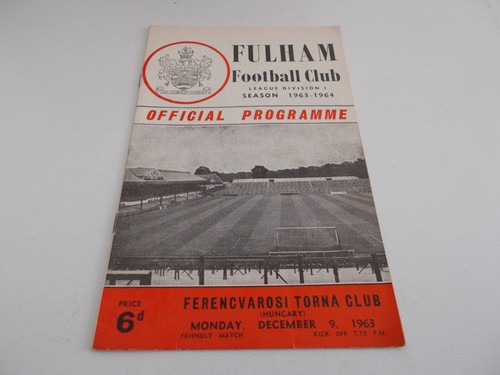 FULHAM
Football Club
LEAGUE DIVISION I
SEASON 1963-1964
OFFICIAL PROGRAMME
PRICE
6d
FERENCVAROSI TORNA CLUB
(HUNGARY)
MONDAY, DECEMBER 9, 1963
FRIENDLY MATCH
KICK OFF 7.15 P.M.